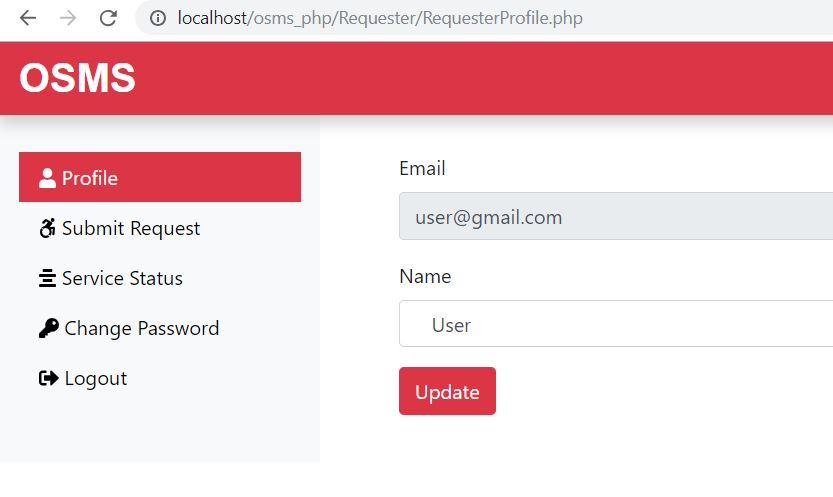 localhost/osms_php/Requester/RequesterProfile.php
OSMS
Profile
Submit Request
Service Status
Change Password
Logout
Email
user@gmail.com
Name
User
Update